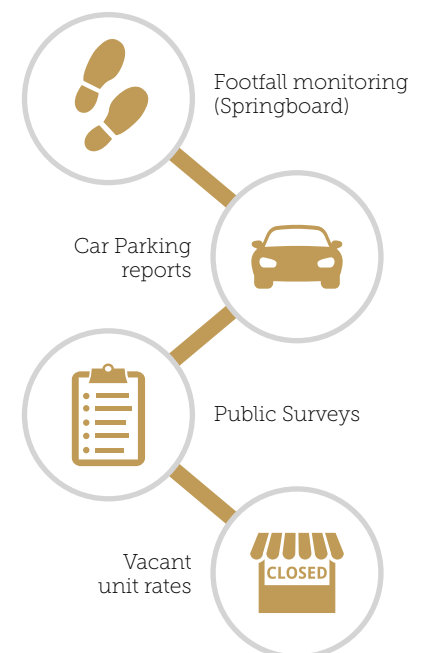 Footfall monitoring
(Springboard)
Car Parking
reports
Public Surveys
Vacant
unit rates
CLOSED